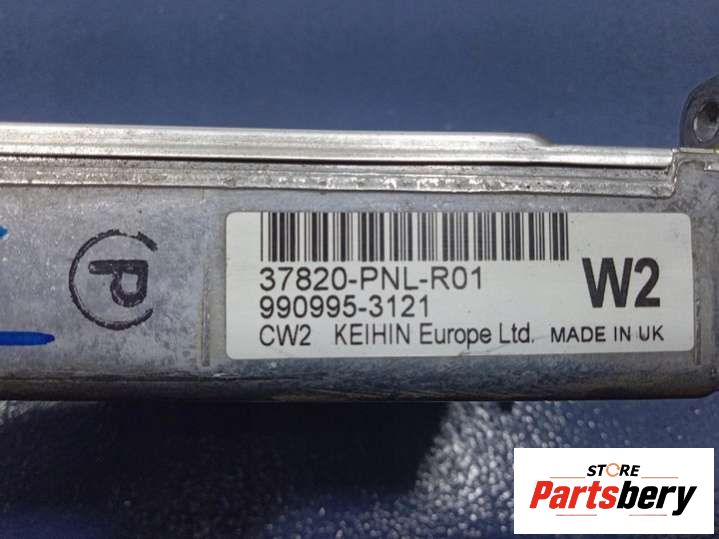 P
37820-PNL-R01
990995-3121
W2
CW2 KEIHIN Europe Ltd. MADE IN UK
STORE
Partsbery